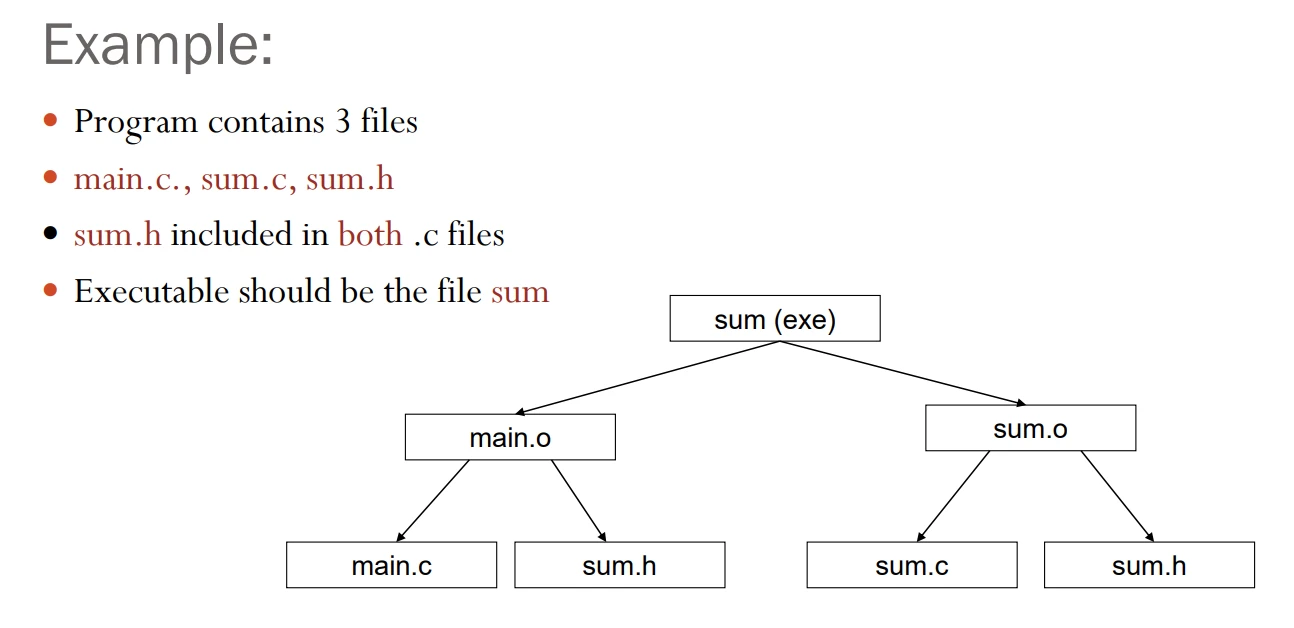 Example:
• Program contains 3 files
• main.c., sum.c, sum.h
• sum.h included in both .c files
• Executable should be the file sum
sum (exe)
main.o
sum.o
main.c
sum.h
sum.c
sum.h